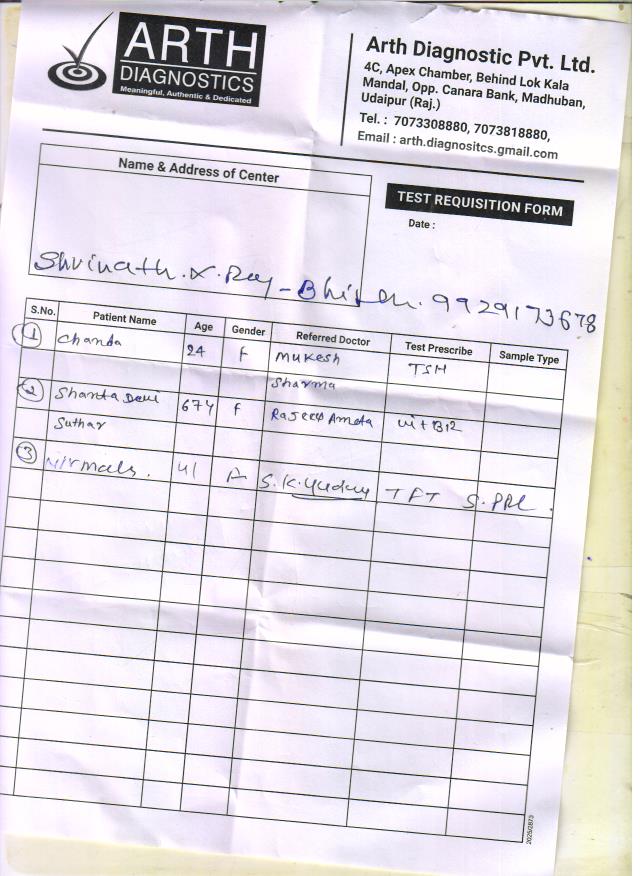 ARTH
DIAGNOSTICS
Meaningful, Authentic & Dedicated
Arth Diagnostic Pvt. Ltd.
4C, Apex Chamber, Behind Lok Kala
Mandal, Opp. Canara Bank, Madhuban,
Udaipur (Raj.)
Tel. : 7073308880, 7073818880,
Email : arth.diagnositcs.gmail.com
Name & Address of Center
TEST REQUISITION FORM
Date :
Shrinath. X. Ray - 9929173678
S.No. Patient Name Age Gender Referred Doctor Test Prescribe Sample Type
1 Chanda 24 f Mukesh TSH
Sharma
2 Shanta Devi 67Y f Rajeev Ameta vit B12
Suthar
3 Nirmala. 41 S.K. TFT S. PRL.
2025/0873